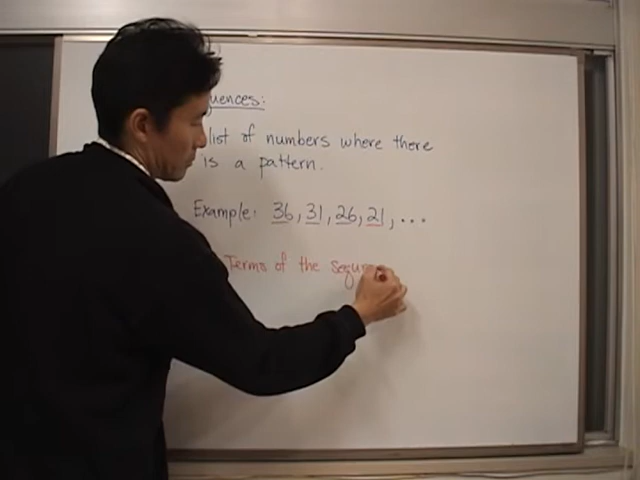 uences:
list of numbers where there
is a pattern.
Example: 36, 31, 26, 21, ...
Terms of the sequ